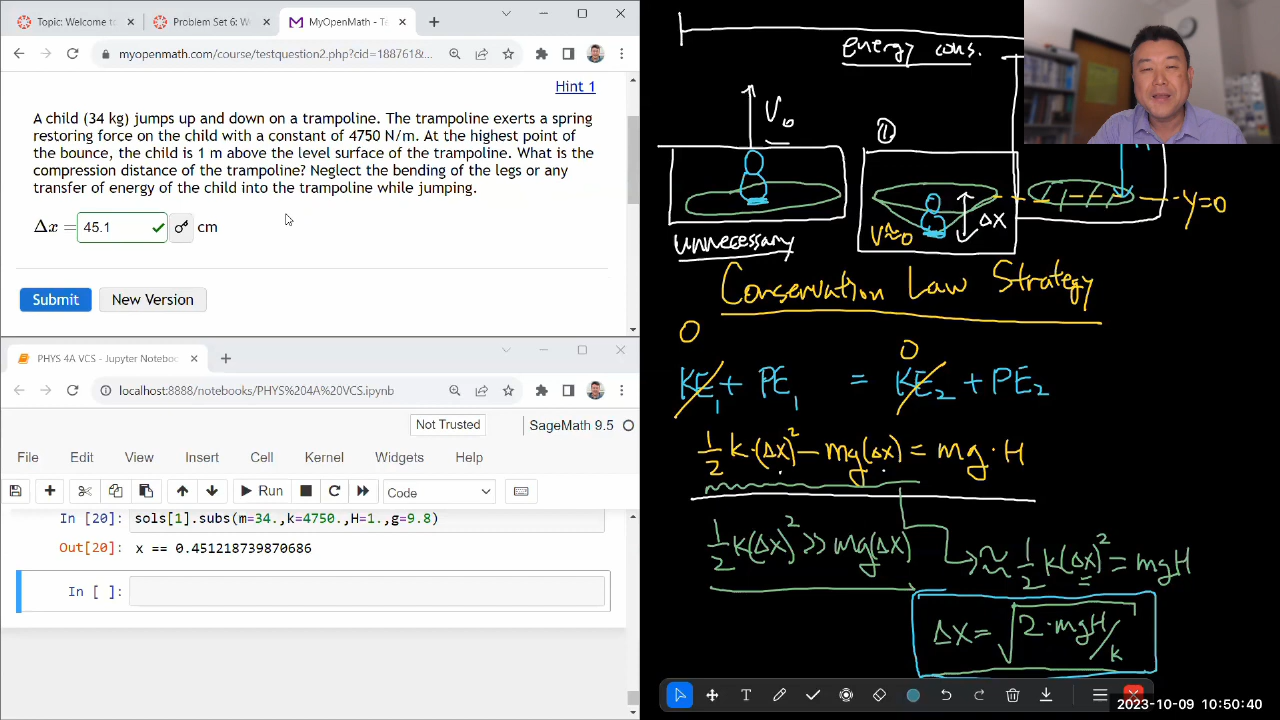 Topic: Welcome to
Problem Set 6: W
MyOpenMath - Te
Hint 1
A child (34 kg) jumps up and down on a trampoline. The trampoline exerts a spring
restoring force on the child with a constant of 4750 N/m. At the highest point of
the bounce, the child is 1 m above the level surface of the trampoline. What is the
compression distance of the trampoline? Neglect the bending of the legs or any
transfer of energy of the child into the trampoline while jumping.
Δx = 45.1 cm
Submit New Version
PHYS 4A VCS - Jupyter Noteboo
localhost:8888/notebooks/PHYS%204A%20VCS.ipynb
Not Trusted SageMath 9.5
File Edit View Insert Cell Kernel Widgets Help
Run Code
In [20]: sols[1].subs(m=34.,k=4750.,H=1.,g=9.8)
Out[20]: x == 0.451218739870686
In [ ]:
energy cons.
V₀
①
Δx
V≈0
y=0
unnecessary
Conservation Law Strategy
0
0
KE₁ + PE₁ = KE₂ + PE₂
½ k·(Δx)² − mg(Δx) = mg·H
½ k(Δx)² >> mg(Δx)
≈ ½ k(Δx)² = mgH
Δx = √2·mgH/k
2023-10-09 10:50:40